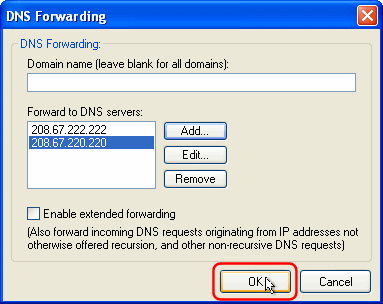 DNS Forwarding
DNS Forwarding:
Domain name (leave blank for all domains):
Forward to DNS servers:
208.67.222.222
208.67.220.220
Add...
Edit...
Remove
Enable extended forwarding
(Also forward incoming DNS requests originating from IP addresses not
otherwise offered recursion, and other non-recursive DNS requests)
OK
Cancel